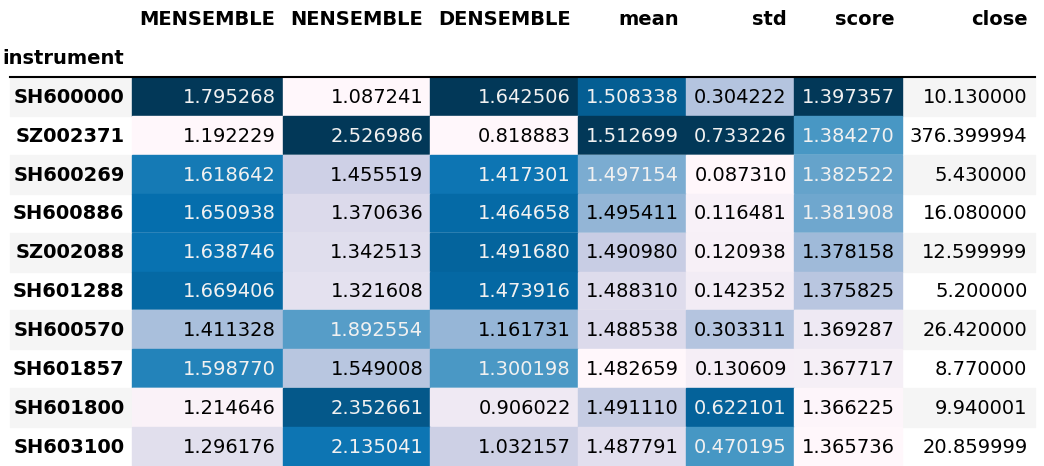 MENSEMBLE NENSEMBLE DENSEMBLE mean std score close
instrument
SH600000 1.795268 1.087241 1.642506 1.508338 0.304222 1.397357 10.130000
SZ002371 1.192229 2.526986 0.818883 1.512699 0.733226 1.384270 376.399994
SH600269 1.618642 1.455519 1.417301 1.497154 0.087310 1.382522 5.430000
SH600886 1.650938 1.370636 1.464658 1.495411 0.116481 1.381908 16.080000
SZ002088 1.638746 1.342513 1.491680 1.490980 0.120938 1.378158 12.599999
SH601288 1.669406 1.321608 1.473916 1.488310 0.142352 1.375825 5.200000
SH600570 1.411328 1.892554 1.161731 1.488538 0.303311 1.369287 26.420000
SH601857 1.598770 1.549008 1.300198 1.482659 0.130609 1.367717 8.770000
SH601800 1.214646 2.352661 0.906022 1.491110 0.622101 1.366225 9.940001
SH603100 1.296176 2.135041 1.032157 1.487791 0.470195 1.365736 20.859999